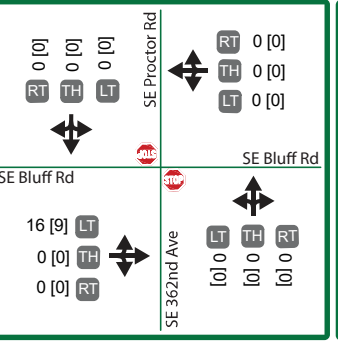 0 [0] 0 [0] 0 [0]
RT TH LT
SE Proctor Rd
RT 0 [0]
TH 0 [0]
LT 0 [0]
STOP
SE Bluff Rd
SE Bluff Rd
STOP
16 [9] LT
0 [0] TH
0 [0] RT
SE 362nd Ave
LT TH RT
0 [0] 0 [0] 0 [0]